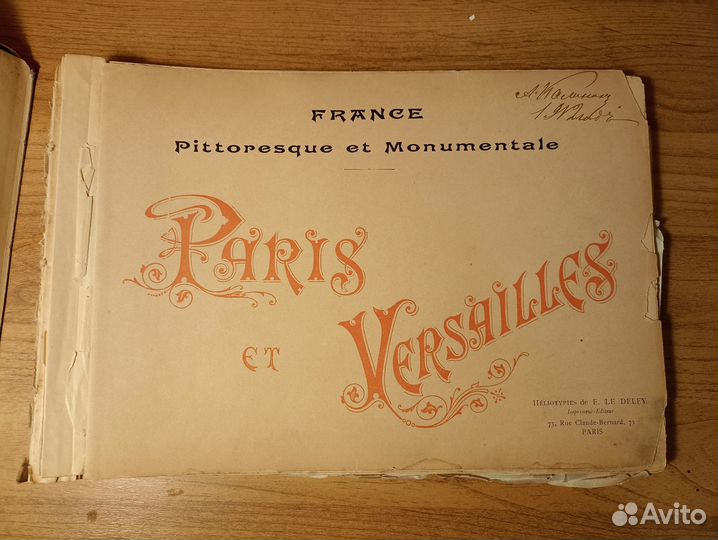 FRANCE
Pittoresque et Monumentale
PARIS
ET
VERSAILLES
HÉLIOTYPIES de E. LE DELEY
Imprimeur-Editeur
73, Rue Claude-Bernard, 73
PARIS
Avito